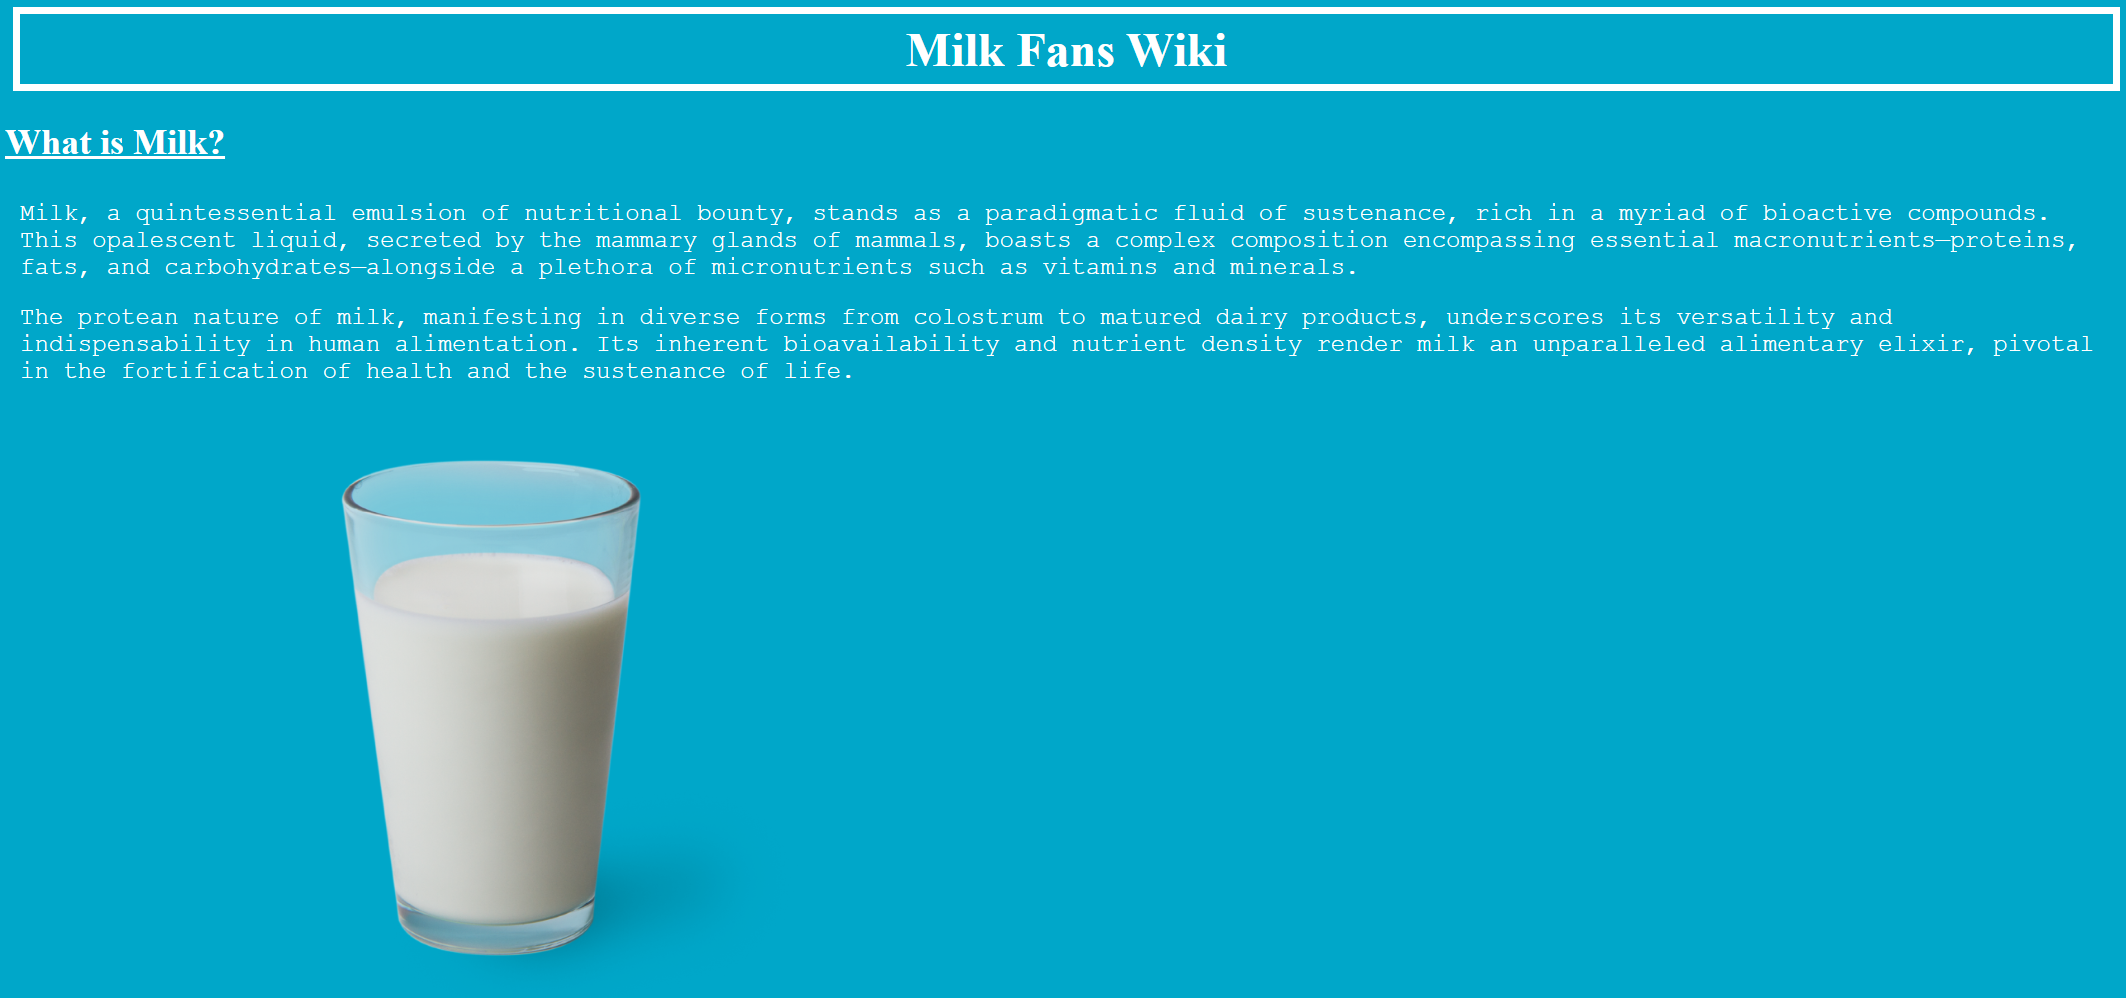 Milk Fans Wiki
What is Milk?
Milk, a quintessential emulsion of nutritional bounty, stands as a paradigmatic fluid of sustenance, rich in a myriad of bioactive compounds.
This opalescent liquid, secreted by the mammary glands of mammals, boasts a complex composition encompassing essential macronutrients—proteins,
fats, and carbohydrates—alongside a plethora of micronutrients such as vitamins and minerals.
The protean nature of milk, manifesting in diverse forms from colostrum to matured dairy products, underscores its versatility and
indispensability in human alimentation. Its inherent bioavailability and nutrient density render milk an unparalleled alimentary elixir, pivotal
in the fortification of health and the sustenance of life.